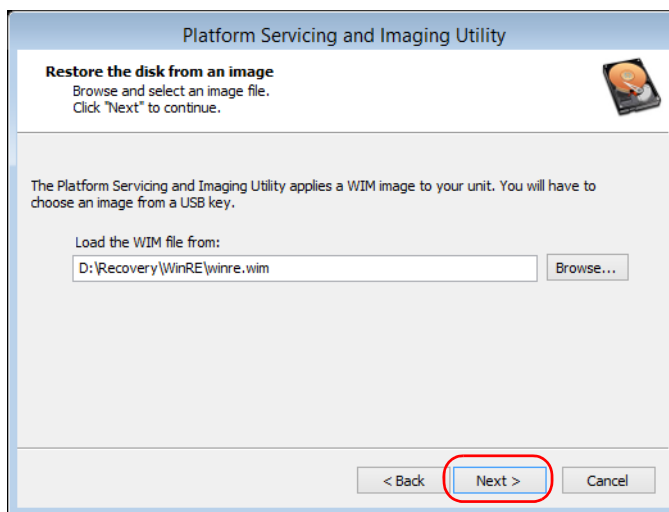 Platform Servicing and Imaging Utility
Restore the disk from an image
Browse and select an image file.
Click "Next" to continue.
The Platform Servicing and Imaging Utility applies a WIM image to your unit. You will have to
choose an image from a USB key.
Load the WIM file from:
D:\Recovery\WinRE\winre.wim
Browse...
< Back
Next >
Cancel